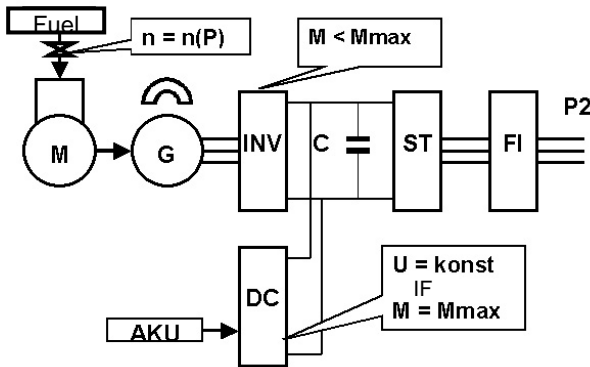 Fuel
n = n(P)
M < Mmax
P2
M
G
INV
C
ST
FI
DC
U = konst
IF
M = Mmax
AKU